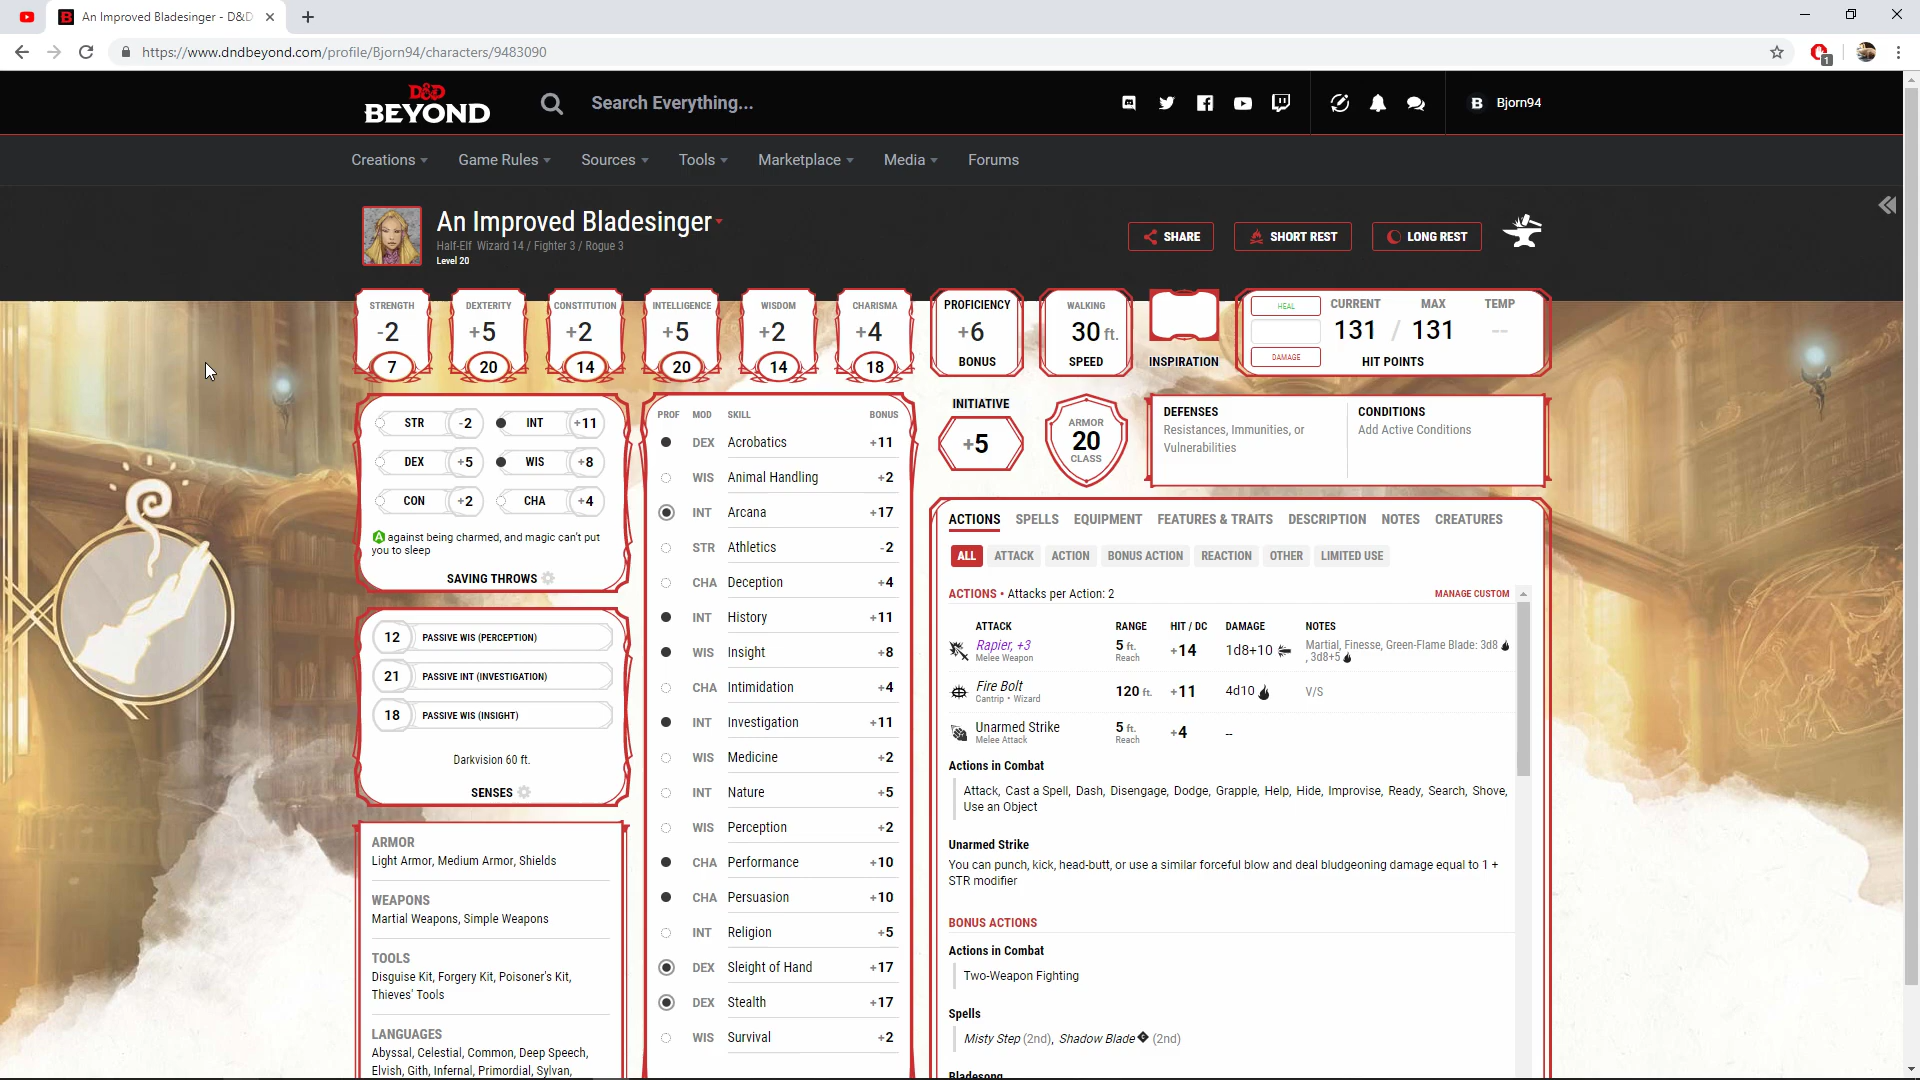 An Improved Bladesinger - D&D
https://www.dndbeyond.com/profile/Bjorn94/characters/9483090
1
D&D
BEYOND
Search Everything...
B Bjorn94
Creations
Game Rules
Sources
Tools
Marketplace
Media
Forums
An Improved Bladesinger
Half-Elf Wizard 14 / Fighter 3 / Rogue 3
Level 20
SHARE
SHORT REST
LONG REST
STRENGTH
-2
7
DEXTERITY
+5
20
CONSTITUTION
+2
14
INTELLIGENCE
+5
20
WISDOM
+2
14
CHARISMA
+4
18
PROFICIENCY
+6
BONUS
WALKING
30 ft.
SPEED
INSPIRATION
HEAL
DAMAGE
CURRENT MAX TEMP
131 / 131 --
HIT POINTS
STR -2
INT +11
DEX +5
WIS +8
CON +2
CHA +4
A against being charmed, and magic can't put
you to sleep
SAVING THROWS
12 PASSIVE WIS (PERCEPTION)
21 PASSIVE INT (INVESTIGATION)
18 PASSIVE WIS (INSIGHT)
Darkvision 60 ft.
SENSES
ARMOR
Light Armor, Medium Armor, Shields
WEAPONS
Martial Weapons, Simple Weapons
TOOLS
Disguise Kit, Forgery Kit, Poisoner's Kit,
Thieves' Tools
LANGUAGES
Abyssal, Celestial, Common, Deep Speech,
Elvish, Gith, Infernal, Primordial, Sylvan,
PROF MOD SKILL BONUS
DEX Acrobatics +11
WIS Animal Handling +2
INT Arcana +17
STR Athletics -2
CHA Deception +4
INT History +11
WIS Insight +8
CHA Intimidation +4
INT Investigation +11
WIS Medicine +2
INT Nature +5
WIS Perception +2
CHA Performance +10
CHA Persuasion +10
INT Religion +5
DEX Sleight of Hand +17
DEX Stealth +17
WIS Survival +2
INITIATIVE
+5
ARMOR
20
CLASS
DEFENSES
Resistances, Immunities, or
Vulnerabilities
CONDITIONS
Add Active Conditions
ACTIONS SPELLS EQUIPMENT FEATURES & TRAITS DESCRIPTION NOTES CREATURES
ALL ATTACK ACTION BONUS ACTION REACTION OTHER LIMITED USE
ACTIONS • Attacks per Action: 2
MANAGE CUSTOM
ATTACK RANGE HIT / DC DAMAGE NOTES
Rapier, +3 5 ft. +14 1d8+10 Martial, Finesse, Green-Flame Blade: 3d8
Melee Weapon Reach , 3d8+5
Fire Bolt 120 ft. +11 4d10 V/S
Cantrip • Wizard
Unarmed Strike 5 ft. +4 --
Melee Attack Reach
Actions in Combat
Attack, Cast a Spell, Dash, Disengage, Dodge, Grapple, Help, Hide, Improvise, Ready, Search, Shove,
Use an Object
Unarmed Strike
You can punch, kick, head-butt, or use a similar forceful blow and deal bludgeoning damage equal to 1 +
STR modifier
BONUS ACTIONS
Actions in Combat
Two-Weapon Fighting
Spells
Misty Step (2nd), Shadow Blade (2nd)
Bladesong